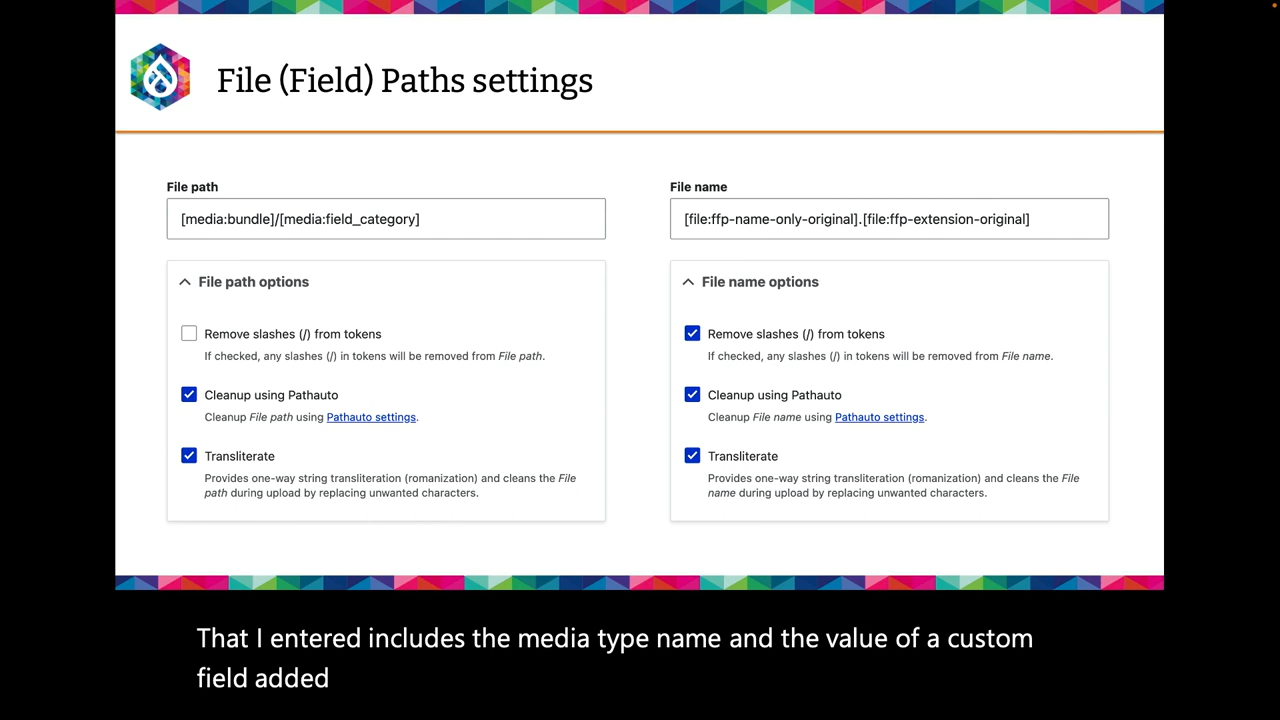 File (Field) Paths settings
File path
[media:bundle]/[media:field_category]
File path options
Remove slashes (/) from tokens
If checked, any slashes (/) in tokens will be removed from File path.
Cleanup using Pathauto
Cleanup File path using Pathauto settings.
Transliterate
Provides one-way string transliteration (romanization) and cleans the File
path during upload by replacing unwanted characters.
File name
[file:ffp-name-only-original].[file:ffp-extension-original]
File name options
Remove slashes (/) from tokens
If checked, any slashes (/) in tokens will be removed from File name.
Cleanup using Pathauto
Cleanup File name using Pathauto settings.
Transliterate
Provides one-way string transliteration (romanization) and cleans the File
name during upload by replacing unwanted characters.
That I entered includes the media type name and the value of a custom
field added